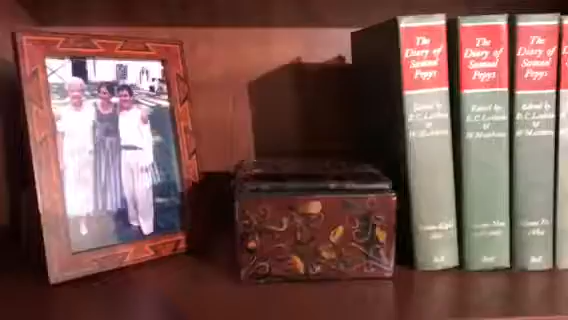 The
Diary of
Samuel
Pepys
Edited by
R.C. Latham
&
W. Matthews
Bell
The
Diary of
Samuel
Pepys
Edited by
R.C. Latham
&
W. Matthews
Bell
The
Diary of
Samuel
Pepys
Edited by
R.C. Latham
&
W. Matthews
Bell